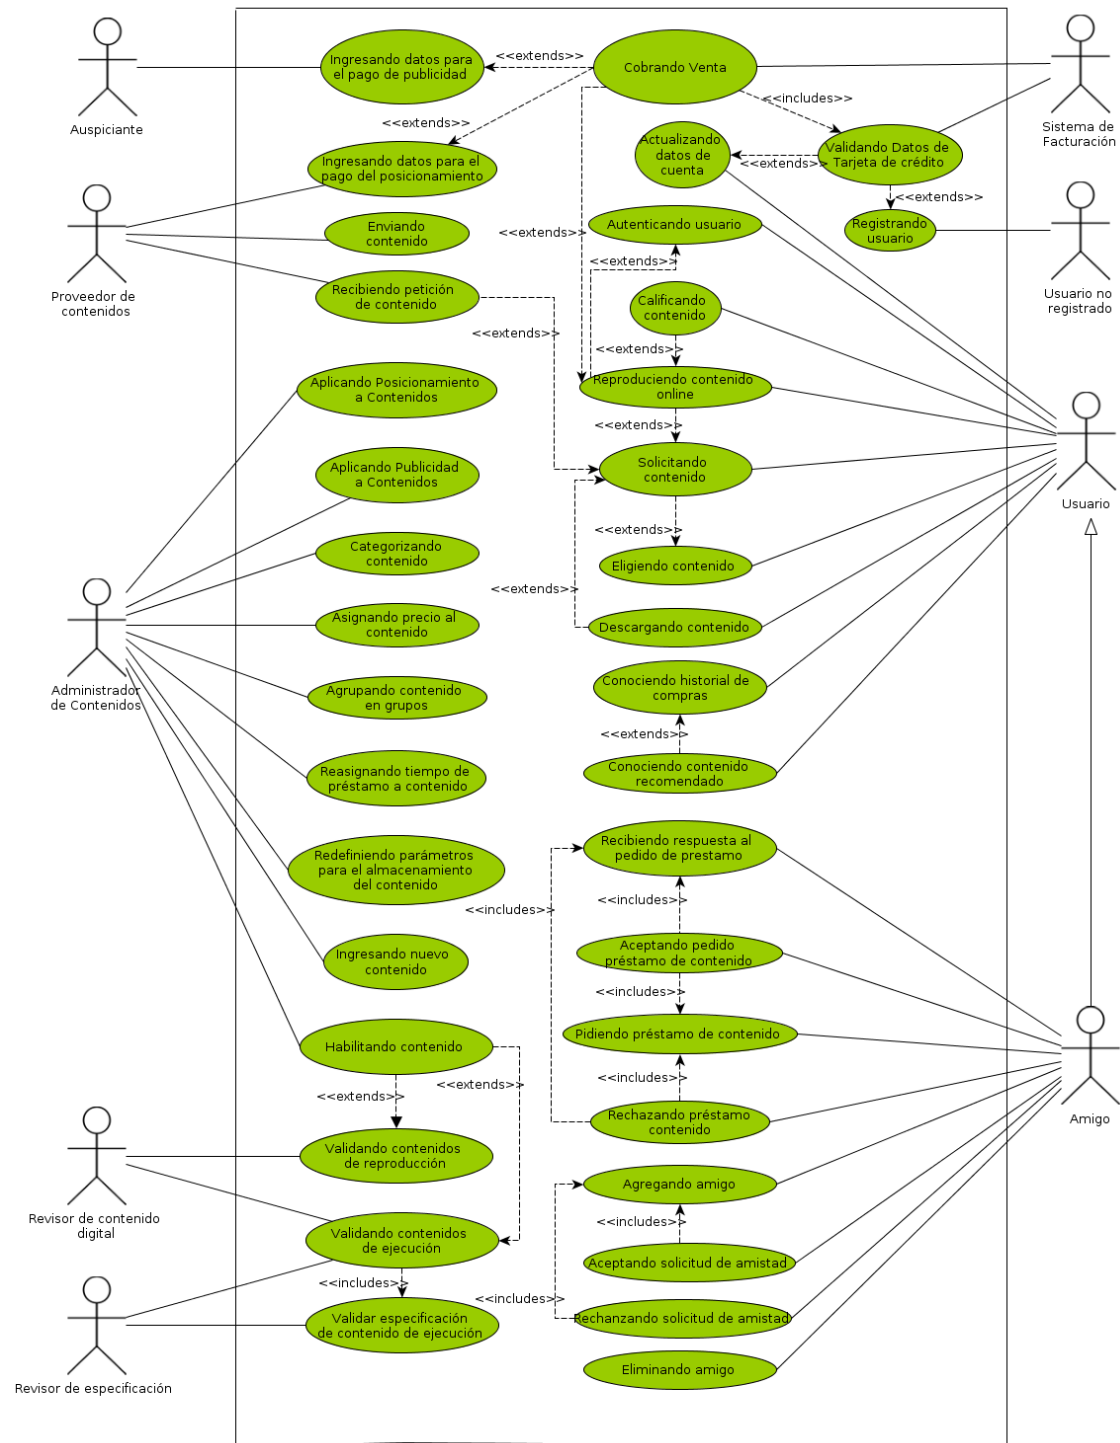 Auspiciante
Ingresando datos para
el pago de publicidad
<<extends>>
Cobrando Venta
Sistema de
Facturación
<<extends>>
<<includes>>
Ingresando datos para el
pago del posicionamiento
Actualizando
datos de
cuenta
<<extends>>
Validando Datos de
Tarjeta de crédito
<<extends>>
Proveedor de
contenidos
Enviando
contenido
<<extends>>
Autenticando usuario
Registrando
usuario
Usuario no
registrado
Recibiendo petición
de contenido
<<extends>>
<<extends>>
Calificando
contenido
<<extends>>
Reproduciendo contenido
online
<<extends>>
Aplicando Posicionamiento
a Contenidos
Aplicando Publicidad
a Contenidos
Solicitando
contenido
Usuario
<<extends>>
Categorizando
contenido
Eligiendo contenido
<<extends>>
Asignando precio al
contenido
Descargando contenido
Administrador
de Contenidos
Agrupando contenido
en grupos
Conociendo historial de
compras
<<extends>>
Reasignando tiempo de
préstamo a contenido
Conociendo contenido
recomendado
Redefiniendo parámetros
para el almacenamiento
del contenido
Recibiendo respuesta al
pedido de prestamo
<<includes>>
<<includes>>
Ingresando nuevo
contenido
Aceptando pedido
préstamo de contenido
<<includes>>
Habilitando contenido
Pidiendo préstamo de contenido
<<extends>>
<<extends>>
<<includes>>
Rechazando préstamo
contenido
Amigo
Validando contenidos
de reproducción
Revisor de contenido
digital
Agregando amigo
<<includes>>
Validando contenidos
de ejecución
Aceptando solicitud de amistad
<<includes>>
<<includes>>
Validar especificación
de contenido de ejecución
Rechanzando solicitud de amistad
Revisor de especificación
Eliminando amigo